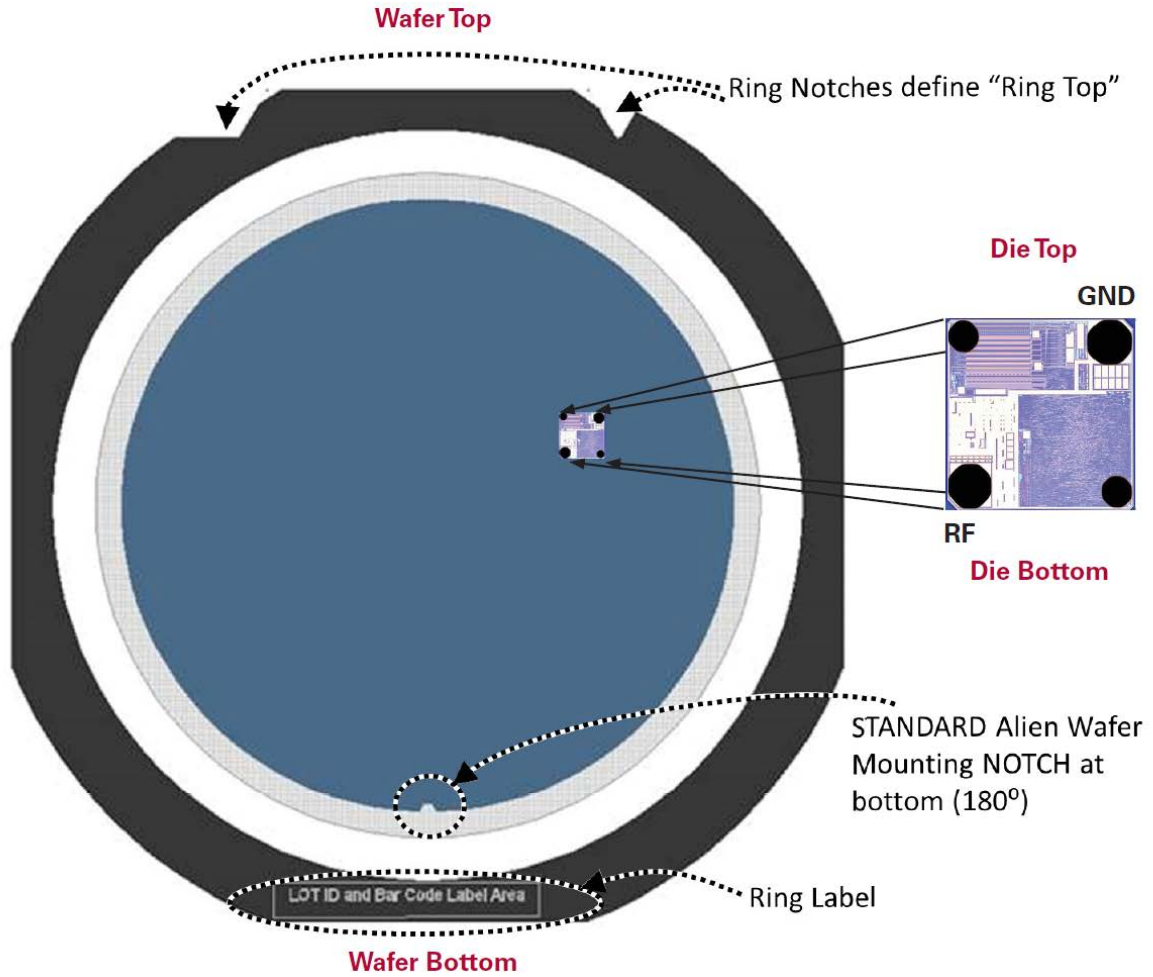 Wafer Top
Ring Notches define “Ring Top”
Die Top
GND
RF
Die Bottom
STANDARD Alien Wafer
Mounting NOTCH at
bottom (180⁰)
LOT ID and Bar Code Label Area
Ring Label
Wafer Bottom